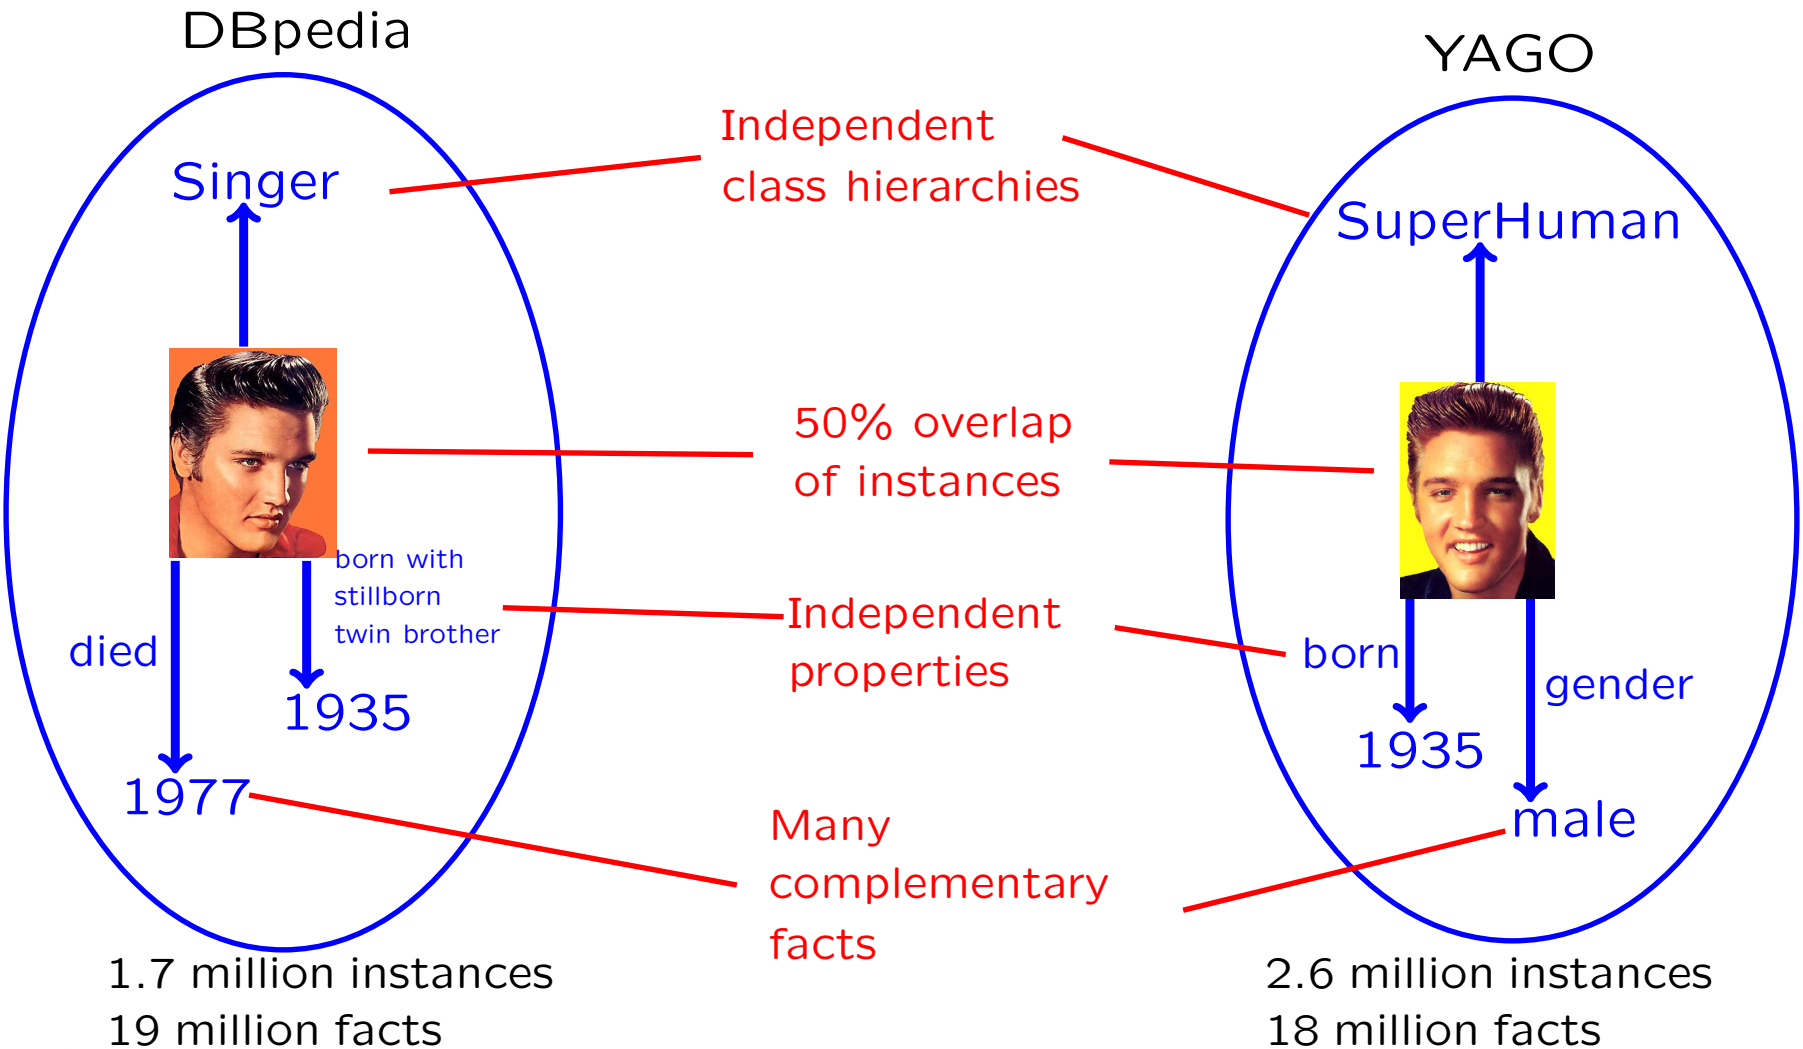 DBpedia
YAGO
Independent
class hierarchies
Singer
SuperHuman
50% overlap
of instances
born with
stillborn
twin brother
died
1935
1977
Independent
properties
born
gender
1935
male
Many
complementary
facts
1.7 million instances
19 million facts
2.6 million instances
18 million facts